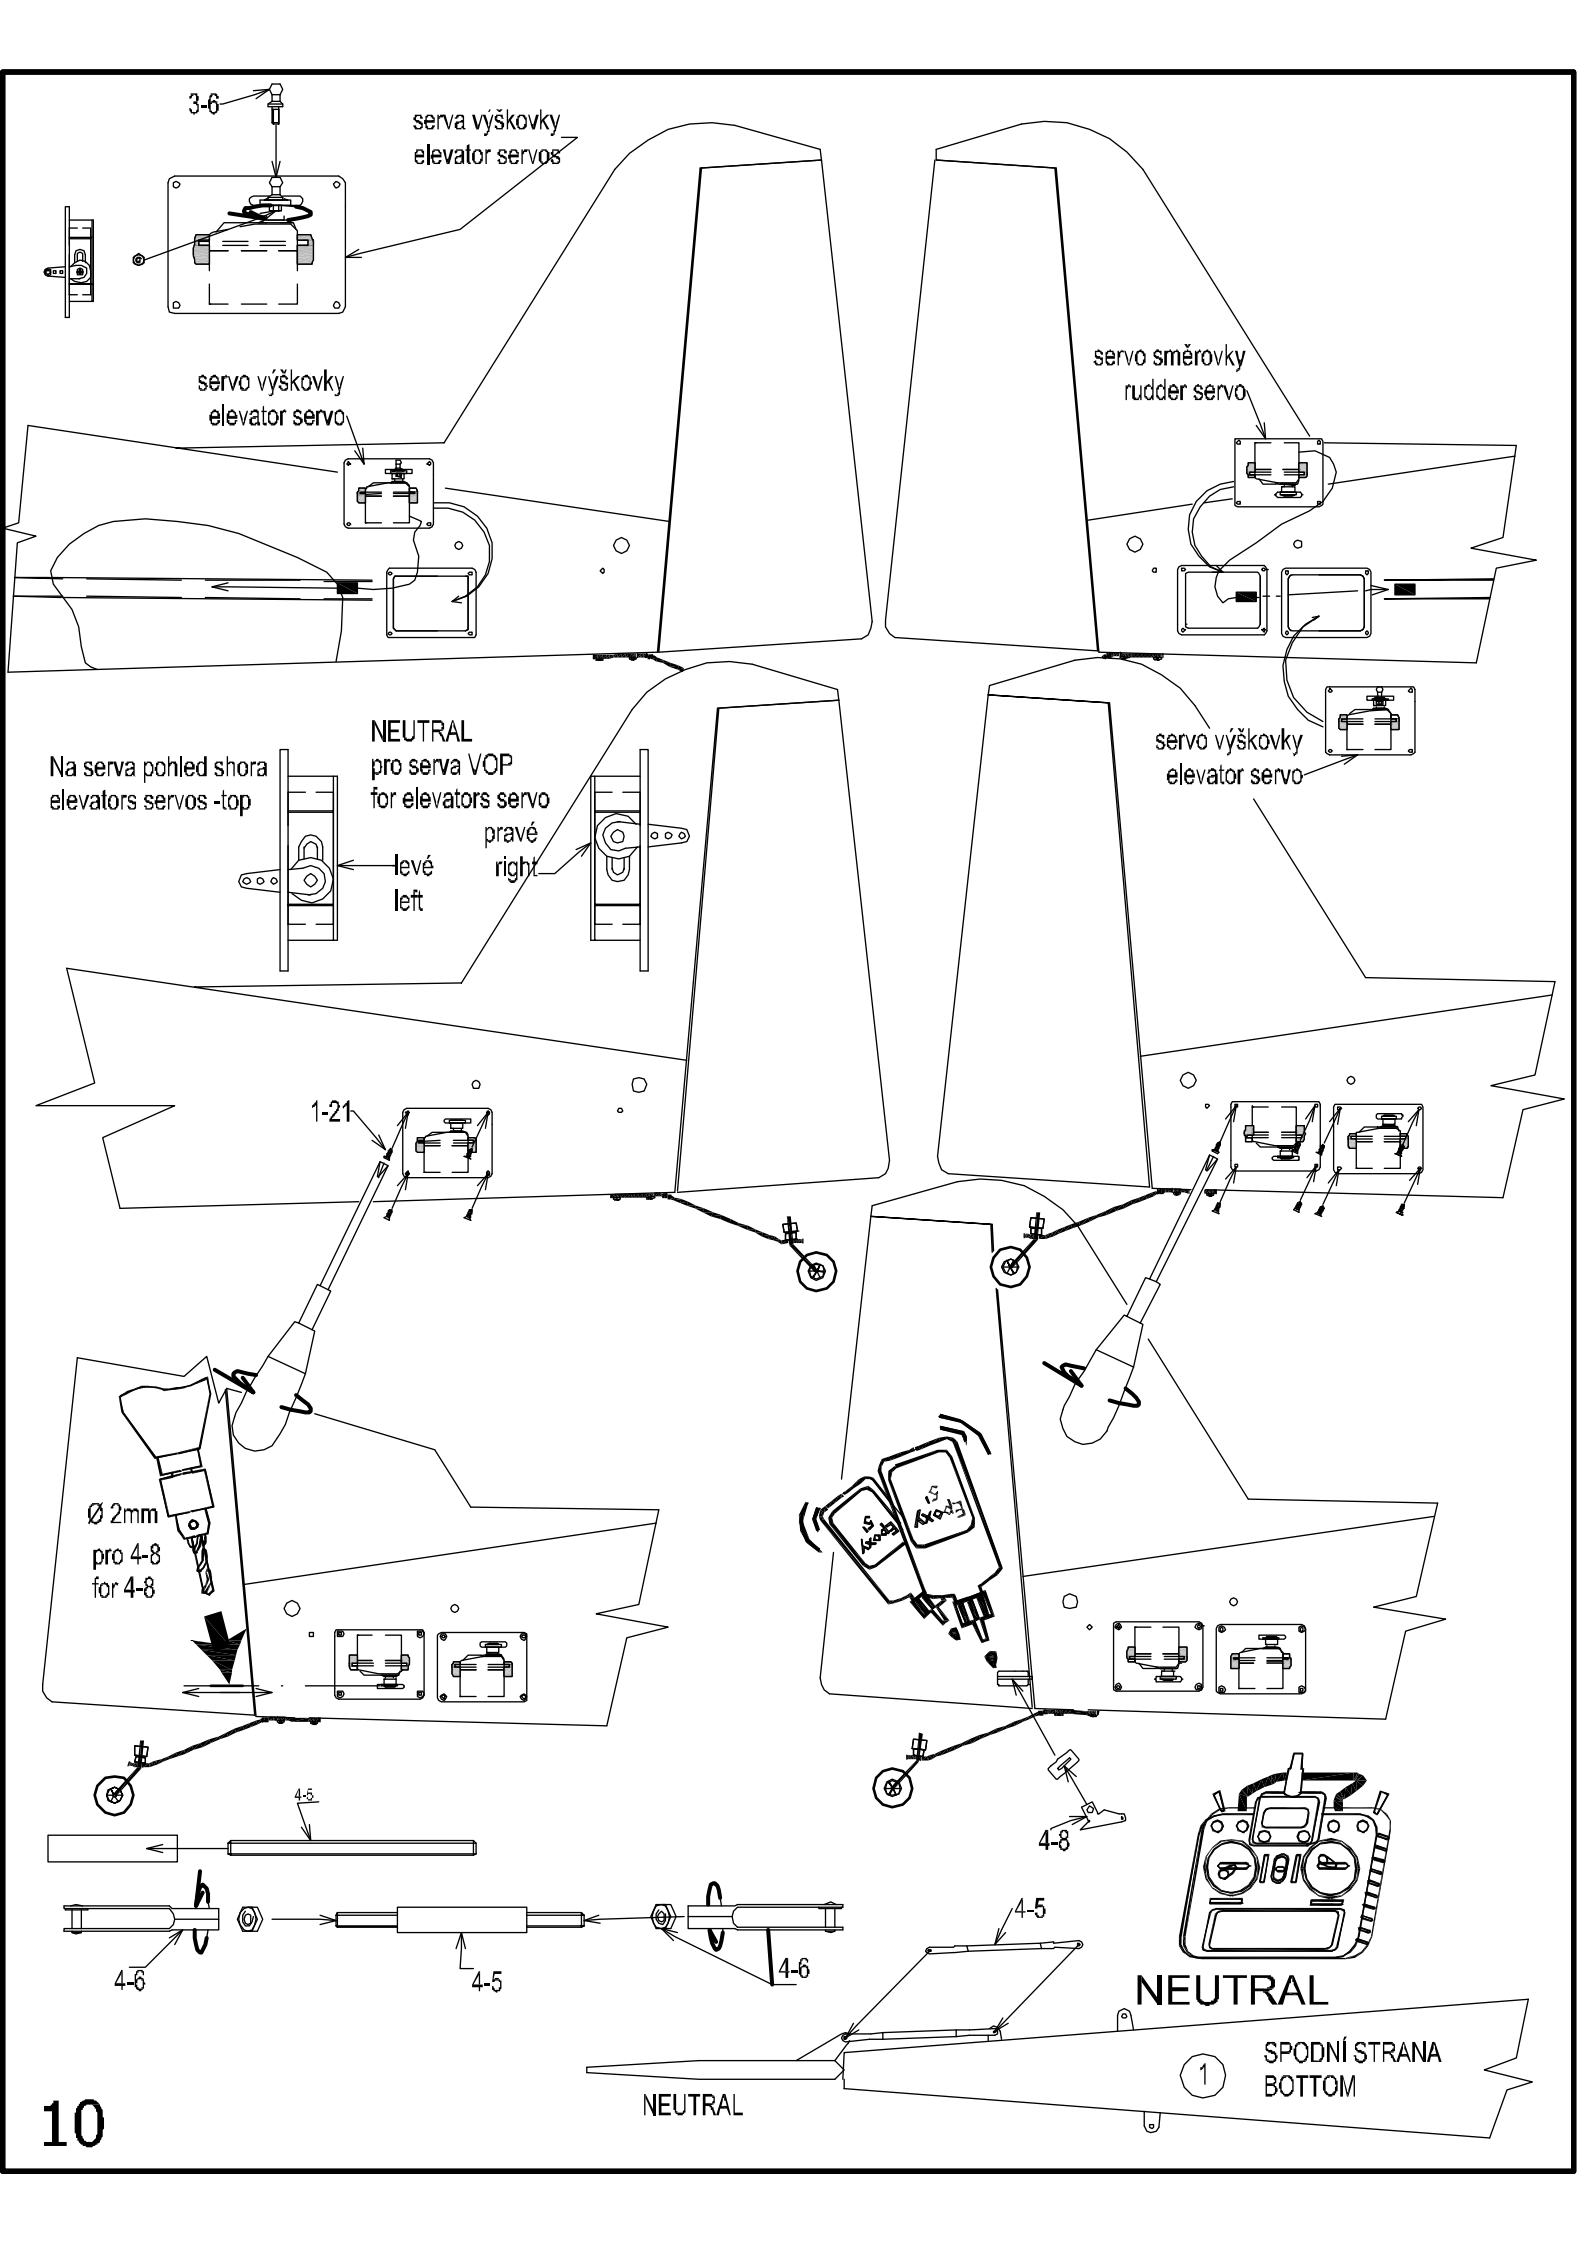 3-6
serva výškovky
elevator servos
servo výškovky
elevator servo
servo směrovky
rudder servo
NEUTRAL
pro serva VOP
for elevators servo
pravé
right
Na serva pohled shora
elevators servos -top
levé
left
servo výškovky
elevator servo
1-21
Ø 2mm
pro 4-8
for 4-8
Epoxy
5'
Epoxy
5'
4-5
4-8
4-6
4-5
4-6
4-5
NEUTRAL
NEUTRAL
1
SPODNÍ STRANA
BOTTOM
10